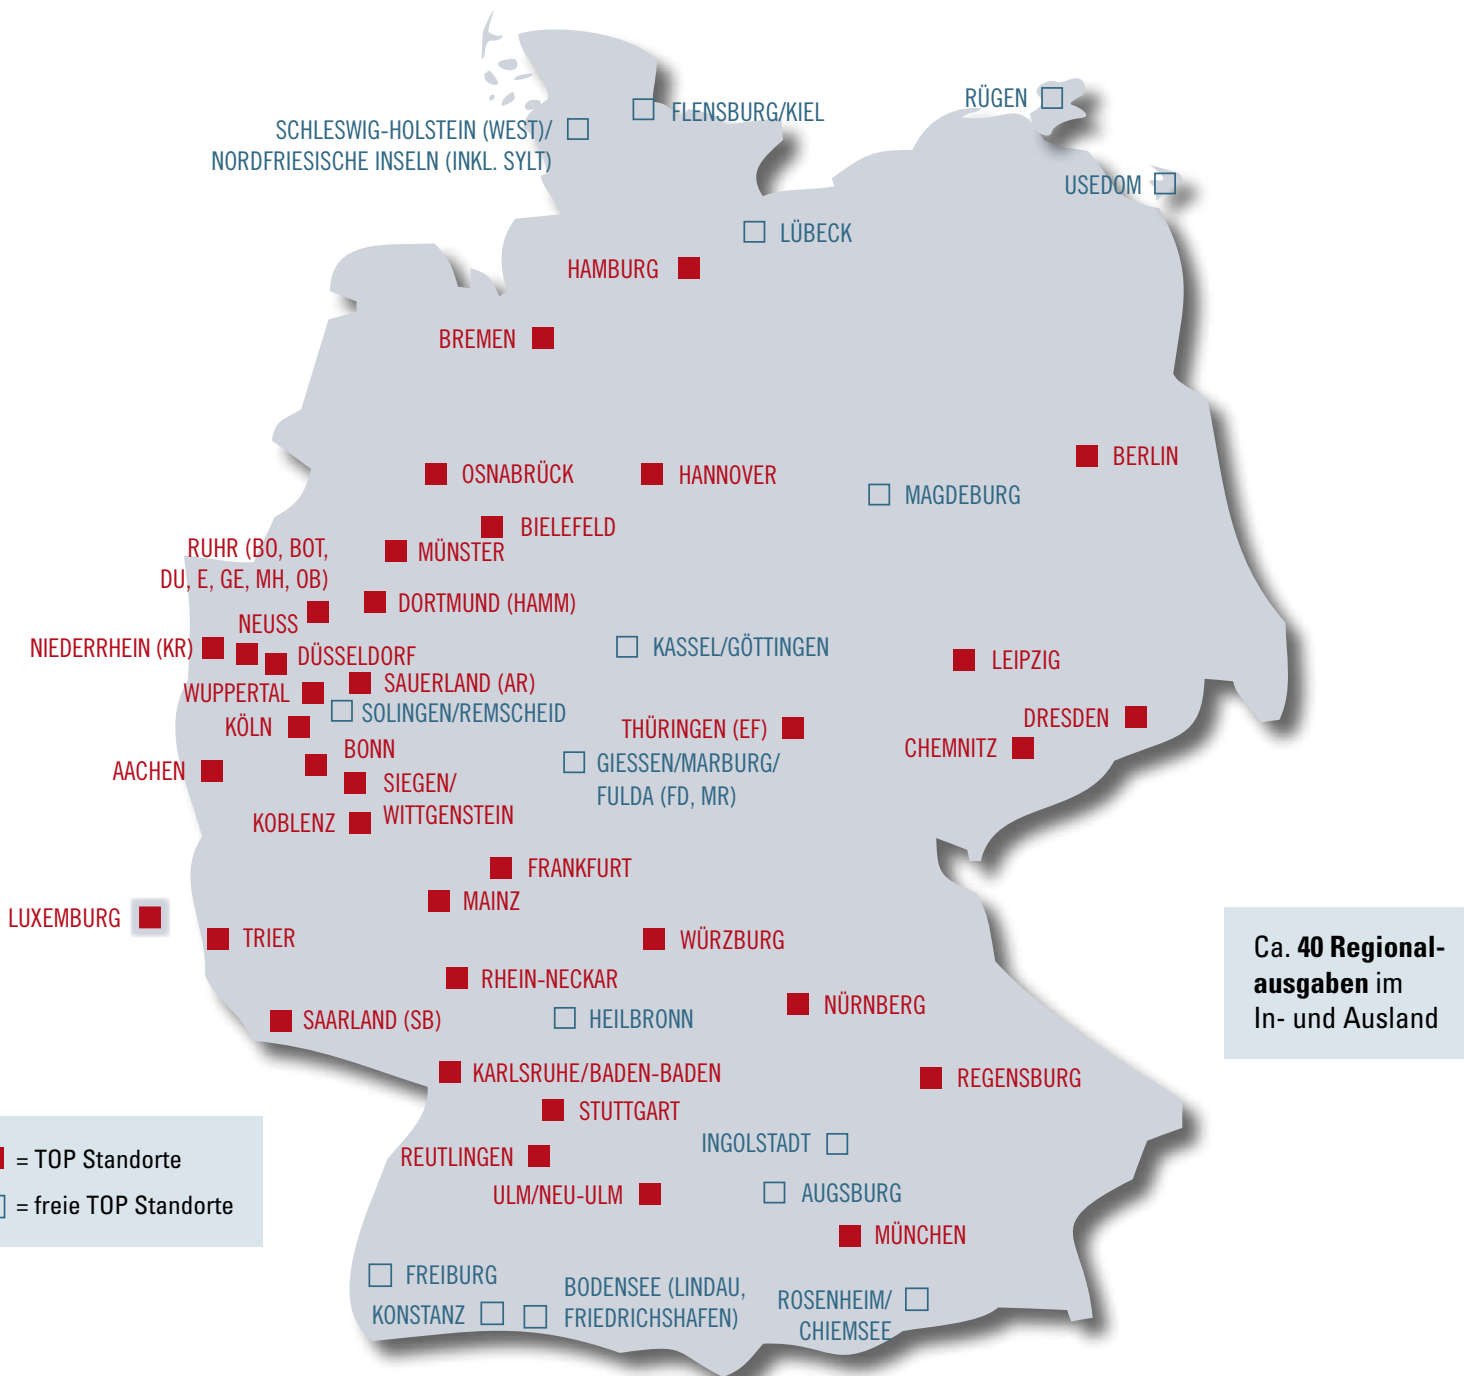 RÜGEN
FLENSBURG/KIEL
SCHLESWIG-HOLSTEIN (WEST)/
NORDFRIESISCHE INSELN (INKL. SYLT)
USEDOM
LÜBECK
HAMBURG
BREMEN
BERLIN
OSNABRÜCK
HANNOVER
MAGDEBURG
BIELEFELD
RUHR (BO, BOT,
DU, E, GE, MH, OB)
MÜNSTER
DORTMUND (HAMM)
NEUSS
NIEDERRHEIN (KR)
DÜSSELDORF
KASSEL/GÖTTINGEN
LEIPZIG
SAUERLAND (AR)
WUPPERTAL
SOLINGEN/REMSCHEID
KÖLN
THÜRINGEN (EF)
DRESDEN
CHEMNITZ
BONN
AACHEN
GIESSEN/MARBURG/
FULDA (FD, MR)
SIEGEN/
WITTGENSTEIN
KOBLENZ
FRANKFURT
MAINZ
LUXEMBURG
TRIER
WÜRZBURG
RHEIN-NECKAR
NÜRNBERG
SAARLAND (SB)
HEILBRONN
Ca. 40 Regional-
ausgaben im
In- und Ausland
KARLSRUHE/BADEN-BADEN
REGENSBURG
STUTTGART
INGOLSTADT
REUTLINGEN
ULM/NEU-ULM
AUGSBURG
MÜNCHEN
= TOP Standorte
= freie TOP Standorte
FREIBURG
KONSTANZ
BODENSEE (LINDAU,
FRIEDRICHSHAFEN)
ROSENHEIM/
CHIEMSEE